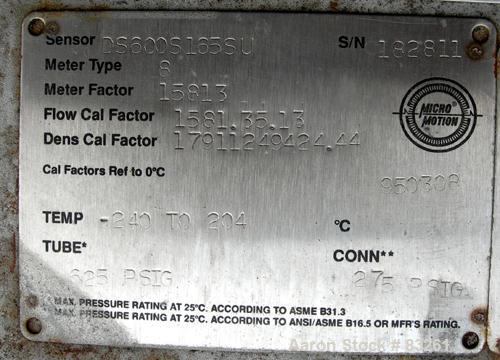 Sensor DS600S165SU S/N 182811
Meter Type 8
Meter Factor 15813
Flow Cal Factor 1581.35.13
Dens Cal Factor 17911249424.44
MICRO MOTION
Cal Factors Ref to 0°C
950308
TEMP -240 TO 204 °C
TUBE* CONN**
625 PSIG 275 PSIG
MAX. PRESSURE RATING AT 25°C. ACCORDING TO ASME B31.3
MAX. PRESSURE RATING AT 25°C. ACCORDING TO ANSI/ASME B16.5 OR MFR'S RATING.
Aaron Stock #